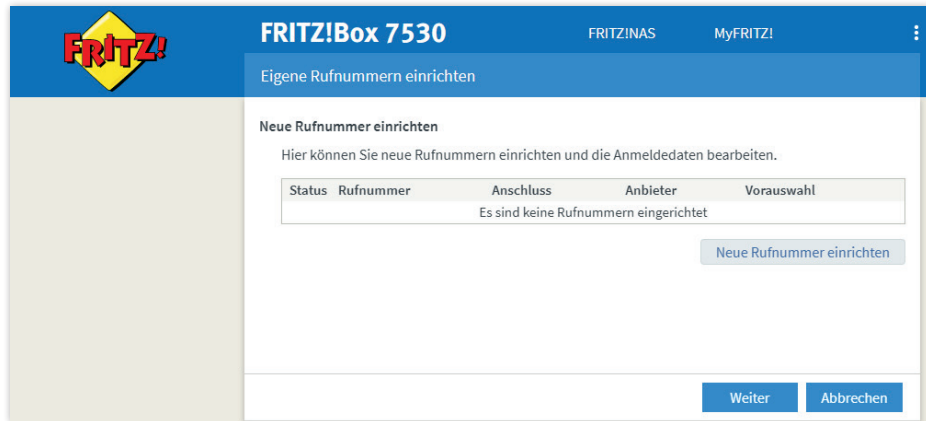 FRITZ!
FRITZ!Box 7530 FRITZ!NAS MyFRITZ!
Eigene Rufnummern einrichten
Neue Rufnummer einrichten
Hier können Sie neue Rufnummern einrichten und die Anmeldedaten bearbeiten.
Status Rufnummer Anschluss Anbieter Vorauswahl
Es sind keine Rufnummern eingerichtet
Neue Rufnummer einrichten
Weiter Abbrechen